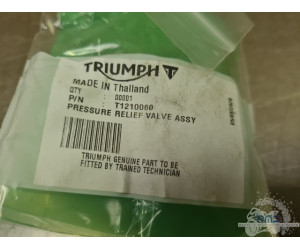 TRIUMPH
MADE IN Thailand
QTY : 00001
P/N : T1210060
PRESSURE RELIEF VALVE ASSY
TRIUMPH GENUINE PART TO BE
FITTED BY TRAINED TECHNICIAN